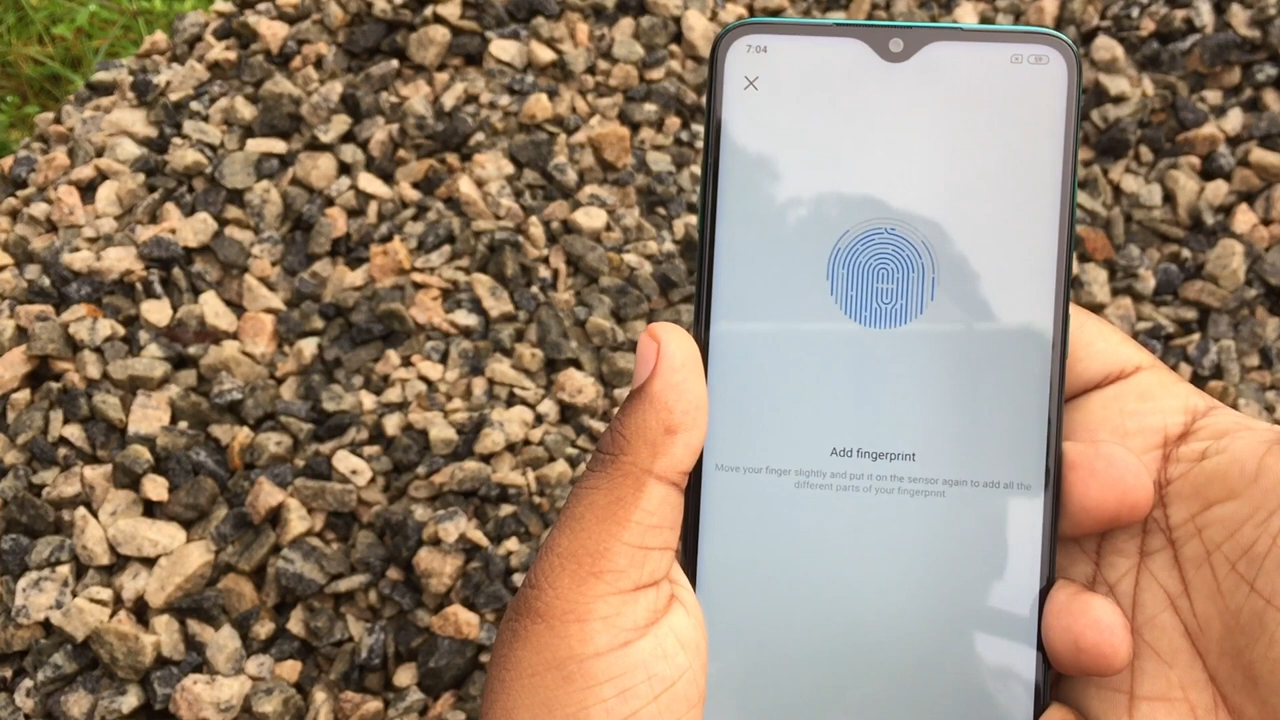 7:04
59
Add fingerprint
Move your finger slightly and put it on the sensor again to add all the
different parts of your fingerprint.